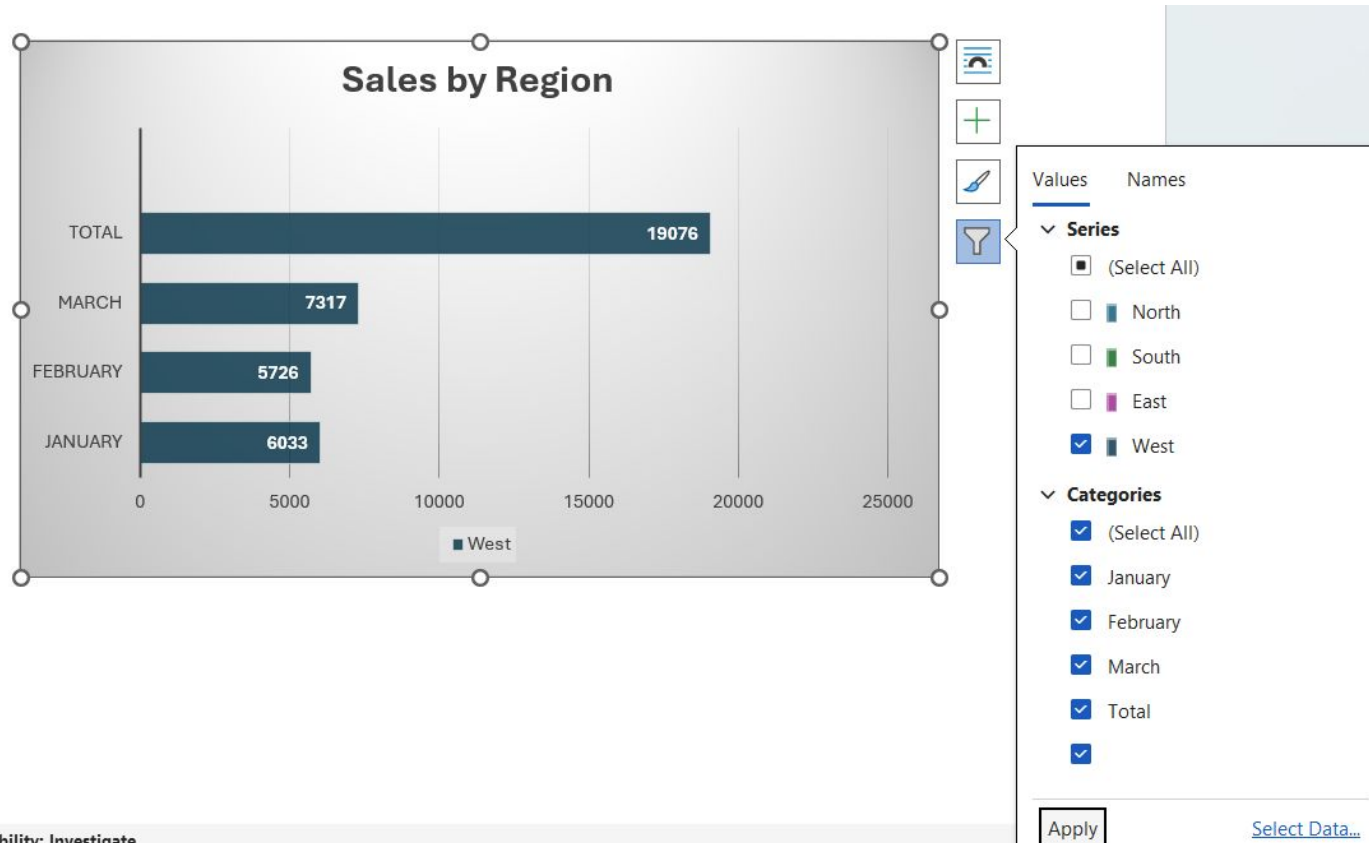 Sales by Region
TOTAL
19076
MARCH
7317
FEBRUARY
5726
JANUARY
6033
0 5000 10000 15000 20000 25000
West
Values Names
Series
(Select All)
North
South
East
West
Categories
(Select All)
January
February
March
Total
Apply Select Data...
Investigate